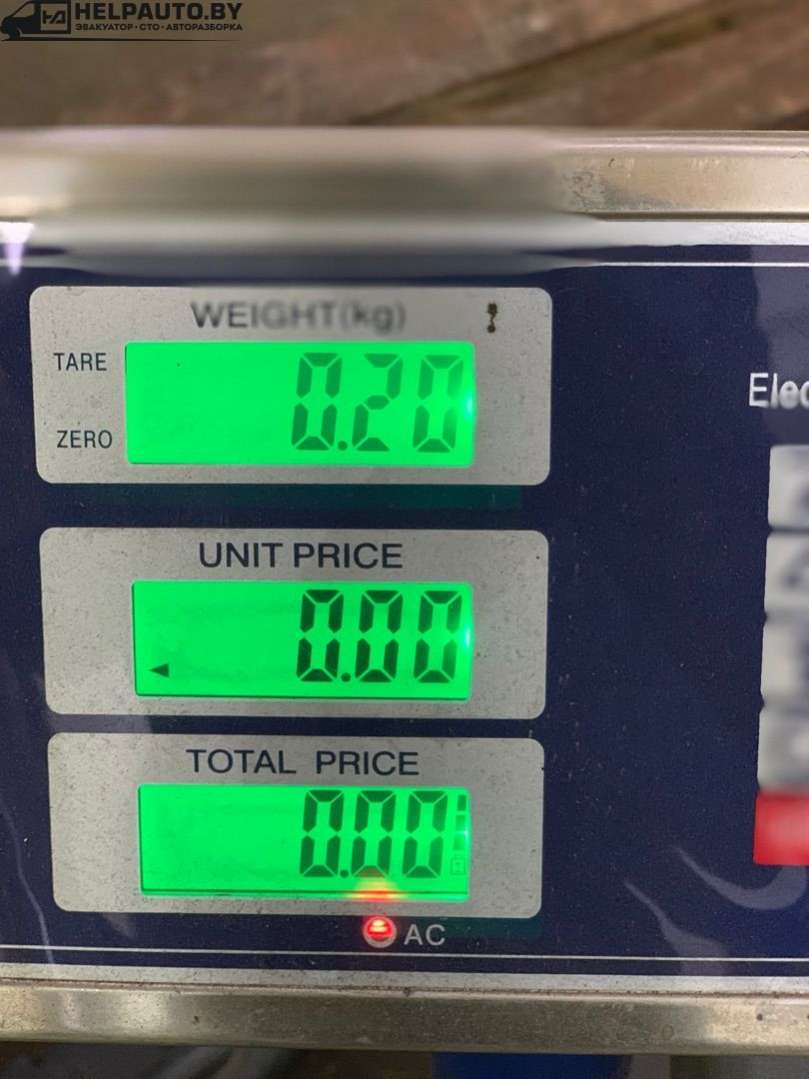 HELPAUTO.BY
ЭВАКУАТОР · СТО · АВТОРАЗБОРКА
WEIGHT(kg)
TARE
0.20
ZERO
Elec
UNIT PRICE
0.00
TOTAL PRICE
0.00
AC